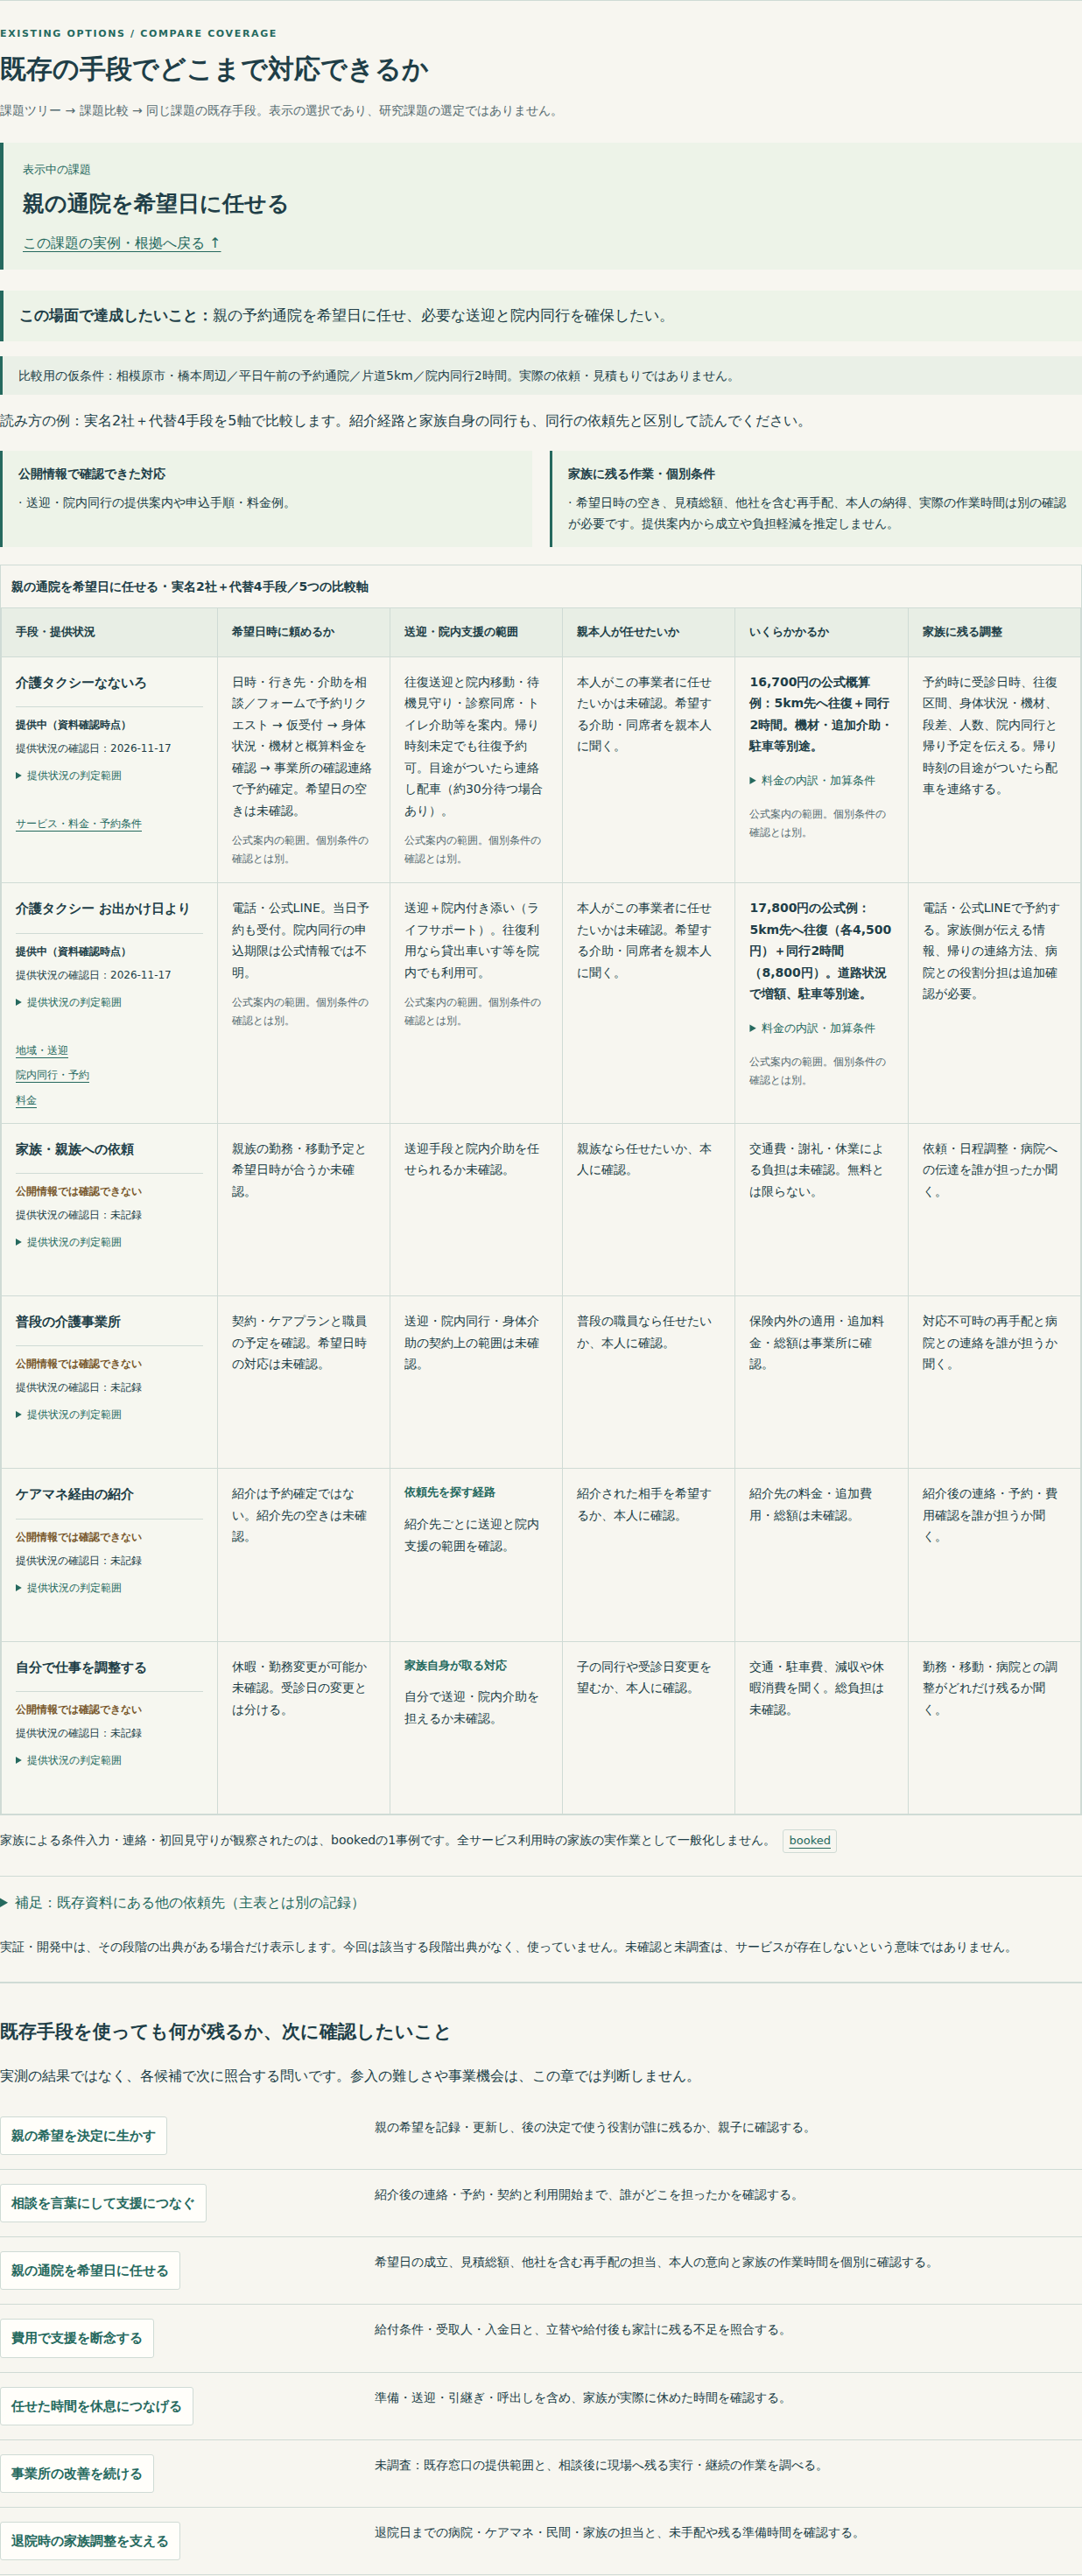 EXISTING OPTIONS / COMPARE COVERAGE
既存の手段でどこまで対応できるか
課題ツリー → 課題比較 → 同じ課題の既存手段。表示の選択であり、研究課題の選定ではありません。
表示中の課題
親の通院を希望日に任せる
この課題の実例・根拠へ戻る ↑
この場面で達成したいこと：親の予約通院を希望日に任せ、必要な送迎と院内同行を確保したい。
比較用の仮条件：相模原市・橋本周辺／平日午前の予約通院／片道5km／院内同行2時間。実際の依頼・見積もりではありません。
読み方の例：実名2社＋代替4手段を5軸で比較します。紹介経路と家族自身の同行も、同行の依頼先と区別して読んでください。
公開情報で確認できた対応
· 送迎・院内同行の提供案内や申込手順・料金例。
家族に残る作業・個別条件
· 希望日時の空き、見積総額、他社を含む再手配、本人の納得、実際の作業時間は別の確認
が必要です。提供案内から成立や負担軽減を推定しません。
親の通院を希望日に任せる・実名2社＋代替4手段／5つの比較軸
手段・提供状況
希望日時に頼めるか
送迎・院内支援の範囲
親本人が任せたいか
いくらかかるか
家族に残る調整
介護タクシーなないろ
提供中（資料確認時点）
提供状況の確認日：2026-11-17
▶ 提供状況の判定範囲
サービス・料金・予約条件
日時・行き先・介助を相
談／フォームで予約リク
エスト → 仮受付 → 身体
状況・機材と概算料金を
確認 → 事業所の確認連絡
で予約確定。希望日の空
きは未確認。
公式案内の範囲。個別条件の
確認とは別。
往復送迎と院内移動・待
機見守り・診察同席・ト
イレ介助等を案内。帰り
時刻未定でも往復予約
可。目途がついたら連絡
し配車（約30分待つ場合
あり）。
公式案内の範囲。個別条件の
確認とは別。
本人がこの事業者に任せ
たいかは未確認。希望す
る介助・同席者を親本人
に聞く。
16,700円の公式概算
例：5km先へ往復＋同行
2時間。機材・追加介助・
駐車等別途。
▶ 料金の内訳・加算条件
公式案内の範囲。個別条件の
確認とは別。
予約時に受診日時、往復
区間、身体状況・機材、
段差、人数、院内同行と
帰り予定を伝える。帰り
時刻の目途がついたら配
車を連絡する。
介護タクシー お出かけ日より
提供中（資料確認時点）
提供状況の確認日：2026-11-17
▶ 提供状況の判定範囲
地域・送迎
院内同行・予約
料金
電話・公式LINE。当日予
約も受付。院内同行の申
込期限は公式情報では不
明。
公式案内の範囲。個別条件の
確認とは別。
送迎＋院内付き添い（ラ
イフサポート）。往復利
用なら貸出車いす等を院
内でも利用可。
公式案内の範囲。個別条件の
確認とは別。
本人がこの事業者に任せ
たいかは未確認。希望す
る介助・同席者を親本人
に聞く。
17,800円の公式例：
5km先へ往復（各4,500
円）＋同行2時間
（8,800円）。道路状況
で増額、駐車等別途。
▶ 料金の内訳・加算条件
公式案内の範囲。個別条件の
確認とは別。
電話・公式LINEで予約す
る。家族側が伝える情
報、帰りの連絡方法、病
院との役割分担は追加確
認が必要。
家族・親族への依頼
公開情報では確認できない
提供状況の確認日：未記録
▶ 提供状況の判定範囲
親族の勤務・移動予定と
希望日時が合うか未確
認。
送迎手段と院内介助を任
せられるか未確認。
親族なら任せたいか、本
人に確認。
交通費・謝礼・休業によ
る負担は未確認。無料と
は限らない。
依頼・日程調整・病院へ
の伝達を誰が担ったか聞
く。
普段の介護事業所
公開情報では確認できない
提供状況の確認日：未記録
▶ 提供状況の判定範囲
契約・ケアプランと職員
の予定を確認。希望日時
の対応は未確認。
送迎・院内同行・身体介
助の契約上の範囲は未確
認。
普段の職員なら任せたい
か、本人に確認。
保険内外の適用・追加料
金・総額は事業所に確
認。
対応不可時の再手配と病
院との連絡を誰が担うか
聞く。
ケアマネ経由の紹介
公開情報では確認できない
提供状況の確認日：未記録
▶ 提供状況の判定範囲
紹介は予約確定ではな
い。紹介先の空きは未確
認。
依頼先を探す経路
紹介先ごとに送迎と院内
支援の範囲を確認。
紹介された相手を希望す
るか、本人に確認。
紹介先の料金・追加費
用・総額は未確認。
紹介後の連絡・予約・費
用確認を誰が担うか聞
く。
自分で仕事を調整する
公開情報では確認できない
提供状況の確認日：未記録
▶ 提供状況の判定範囲
休暇・勤務変更が可能か
未確認。受診日の変更と
は分ける。
家族自身が取る対応
自分で送迎・院内介助を
担えるか未確認。
子の同行や受診日変更を
望むか、本人に確認。
交通・駐車費、減収や休
暇消費を聞く。総負担は
未確認。
勤務・移動・病院との調
整がどれだけ残るか聞
く。
家族による条件入力・連絡・初回見守りが観察されたのは、bookedの1事例です。全サービス利用時の家族の実作業として一般化しません。 booked
▶ 補足：既存資料にある他の依頼先（主表とは別の記録）
実証・開発中は、その段階の出典がある場合だけ表示します。今回は該当する段階出典がなく、使っていません。未確認と未調査は、サービスが存在しないという意味ではありません。
既存手段を使っても何が残るか、次に確認したいこと
実測の結果ではなく、各候補で次に照合する問いです。参入の難しさや事業機会は、この章では判断しません。
親の希望を決定に生かす
親の希望を記録・更新し、後の決定で使う役割が誰に残るか、親子に確認する。
相談を言葉にして支援につなぐ
紹介後の連絡・予約・契約と利用開始まで、誰がどこを担ったかを確認する。
親の通院を希望日に任せる
希望日の成立、見積総額、他社を含む再手配の担当、本人の意向と家族の作業時間を個別に確認する。
費用で支援を断念する
給付条件・受取人・入金日と、立替や給付後も家計に残る不足を照合する。
任せた時間を休息につなげる
準備・送迎・引継ぎ・呼出しを含め、家族が実際に休めた時間を確認する。
事業所の改善を続ける
未調査：既存窓口の提供範囲と、相談後に現場へ残る実行・継続の作業を調べる。
退院時の家族調整を支える
退院日までの病院・ケアマネ・民間・家族の担当と、未手配や残る準備時間を確認する。